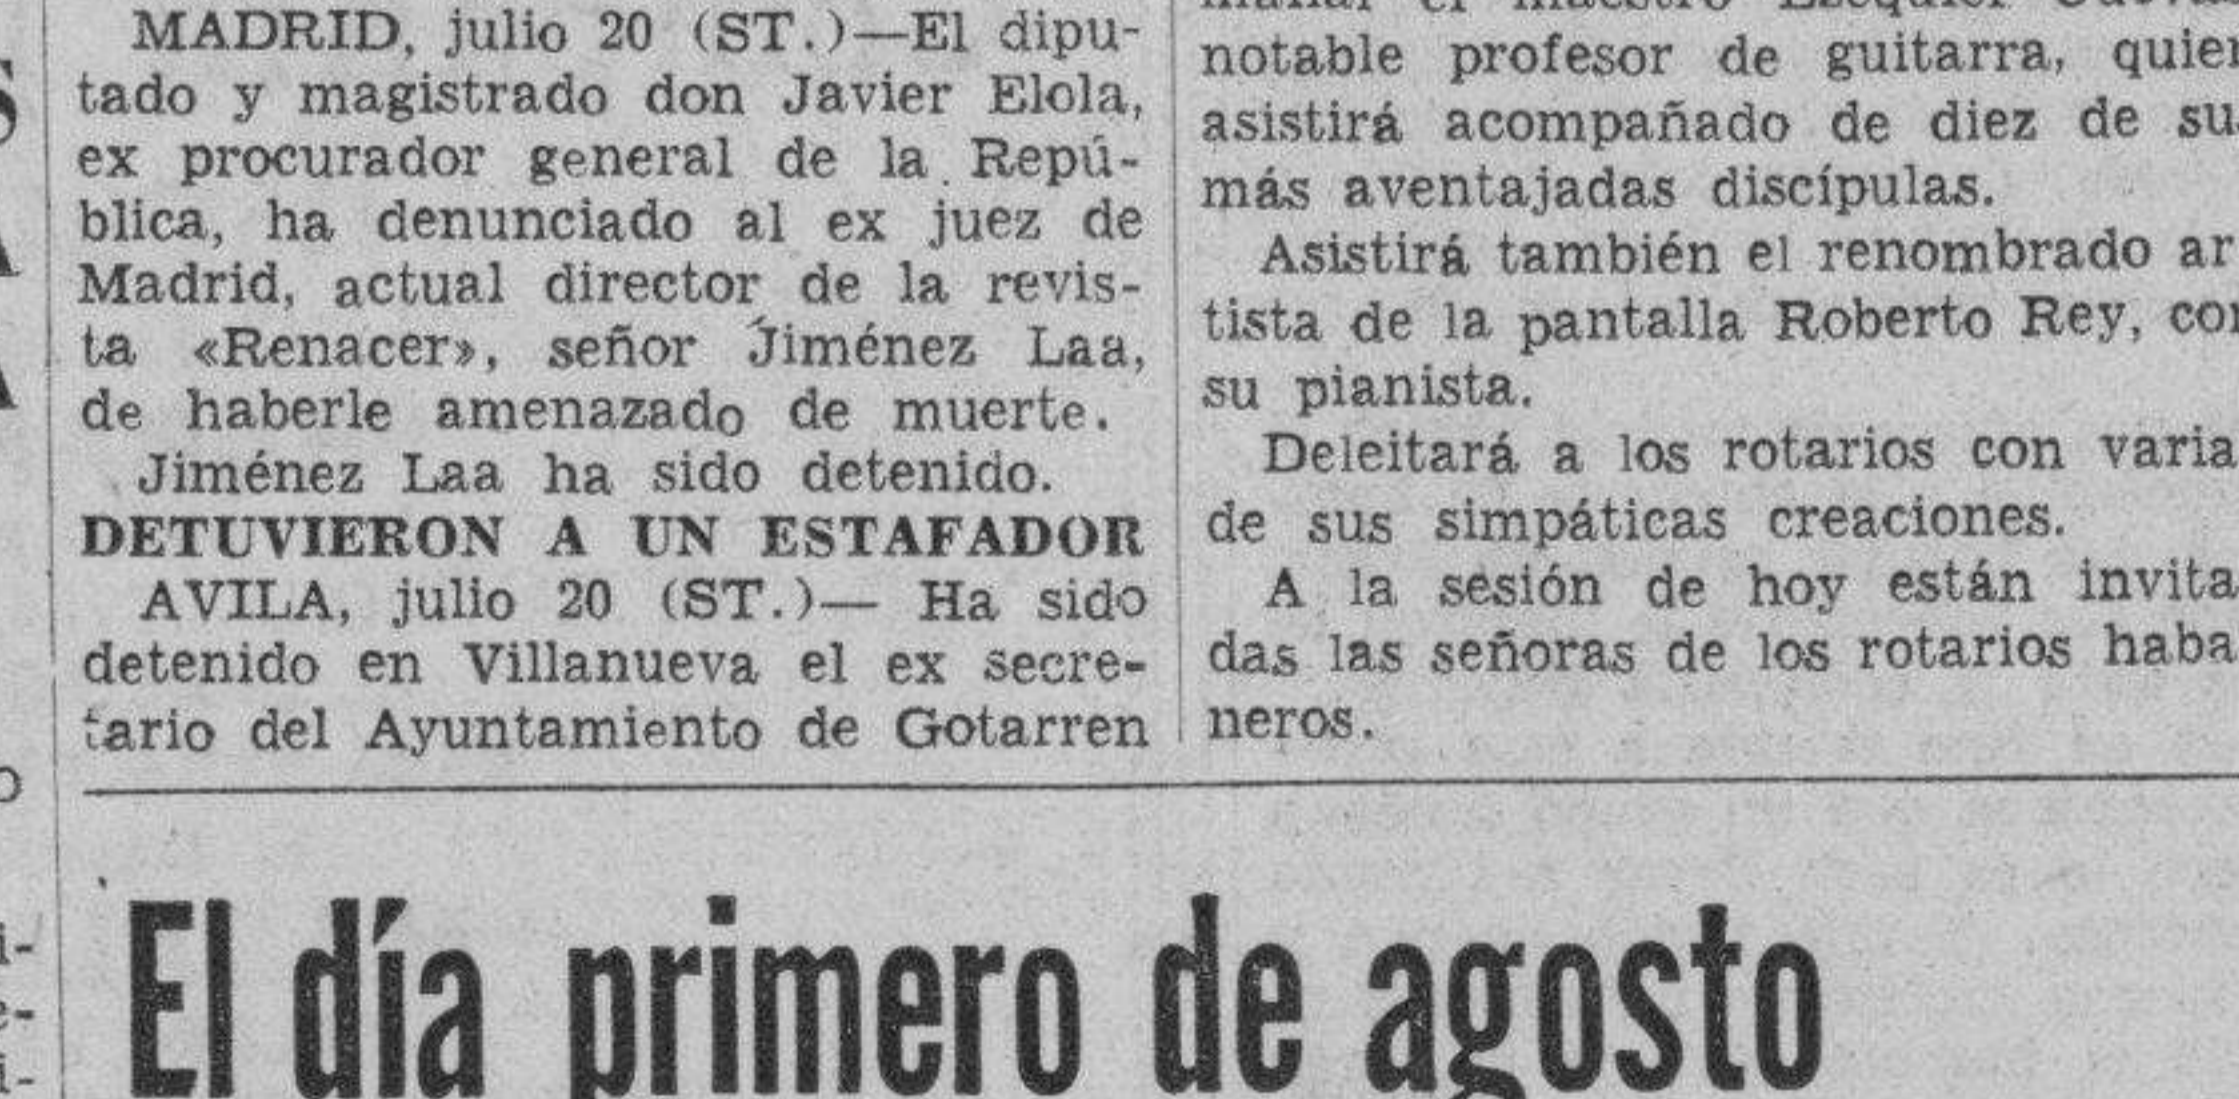 MADRID, julio 20 (ST.)—El dipu-
tado y magistrado don Javier Elola,
ex procurador general de la Repú-
blica, ha denunciado al ex juez de
Madrid, actual director de la revis-
ta «Renacer», señor Jiménez Laa,
de haberle amenazado de muerte.
Jiménez Laa ha sido detenido.
DETUVIERON A UN ESTAFADOR
AVILA, julio 20 (ST.)— Ha sido
detenido en Villanueva el ex secre-
tario del Ayuntamiento de Gotarren
el maestro Ezequiel
notable profesor de guitarra, quien
asistirá acompañado de diez de sus
más aventajadas discípulas.
Asistirá también el renombrado ar
tista de la pantalla Roberto Rey, con
su pianista.
Deleitará a los rotarios con varia
de sus simpáticas creaciones.
A la sesión de hoy están invita
das las señoras de los rotarios haba
neros.
El día primero de agosto